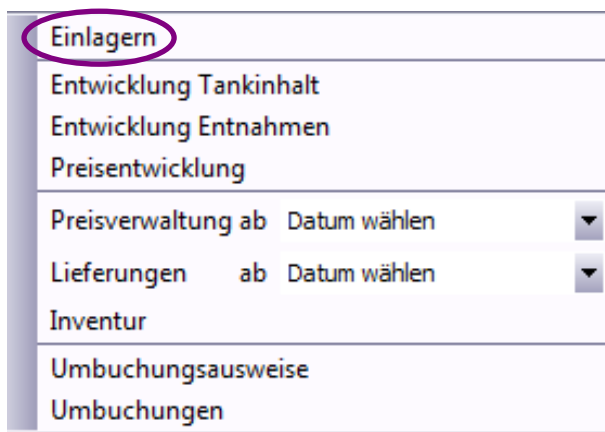 Einlagern
Entwicklung Tankinhalt
Entwicklung Entnahmen
Preisentwicklung
Preisverwaltung ab Datum wählen
Lieferungen ab Datum wählen
Inventur
Umbuchungsausweise
Umbuchungen